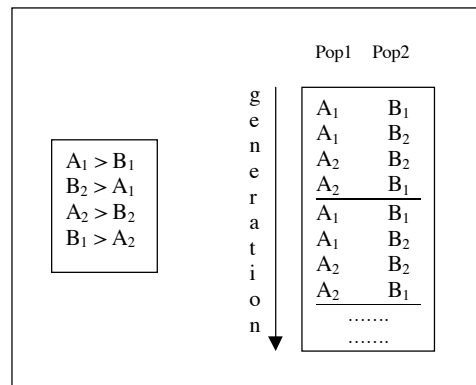 Pop1 Pop2
generation
A₁ B₁
A₁ B₂
A₂ B₂
A₂ B₁
A₁ B₁
A₁ B₂
A₂ B₂
A₂ B₁
.......
.......
A₁ > B₁
B₂ > A₁
A₂ > B₂
B₁ > A₂